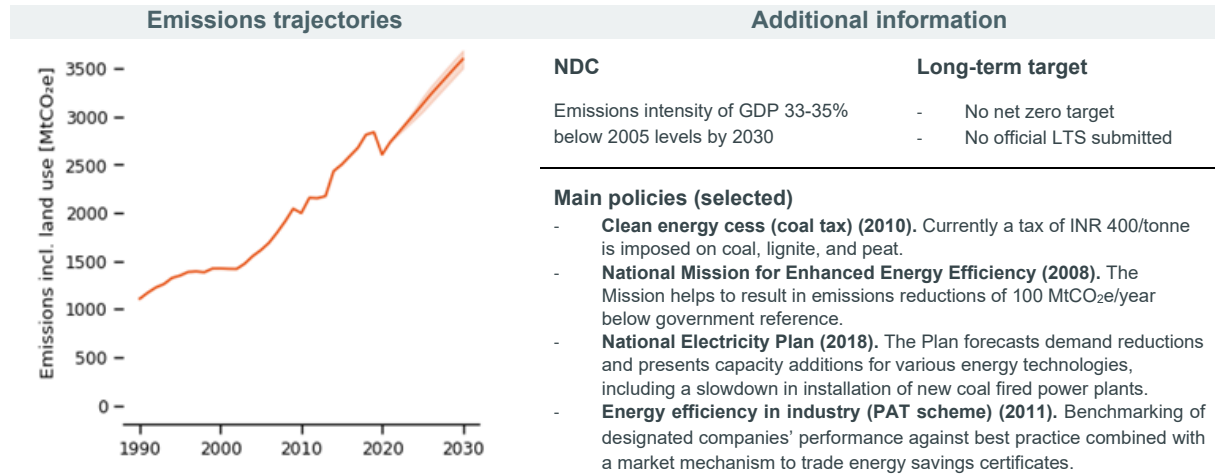 Emissions trajectories
Additional information
Emissions incl. land use [MtCO₂e]
3500
3000
2500
2000
1500
1000
500
0
1990
2000
2010
2020
2030
NDC
Emissions intensity of GDP 33-35%
below 2005 levels by 2030
Long-term target
- No net zero target
- No official LTS submitted
Main policies (selected)
- Clean energy cess (coal tax) (2010). Currently a tax of INR 400/tonne
is imposed on coal, lignite, and peat.
- National Mission for Enhanced Energy Efficiency (2008). The
Mission helps to result in emissions reductions of 100 MtCO₂e/year
below government reference.
- National Electricity Plan (2018). The Plan forecasts demand reductions
and presents capacity additions for various energy technologies,
including a slowdown in installation of new coal fired power plants.
- Energy efficiency in industry (PAT scheme) (2011). Benchmarking of
designated companies’ performance against best practice combined with
a market mechanism to trade energy savings certificates.